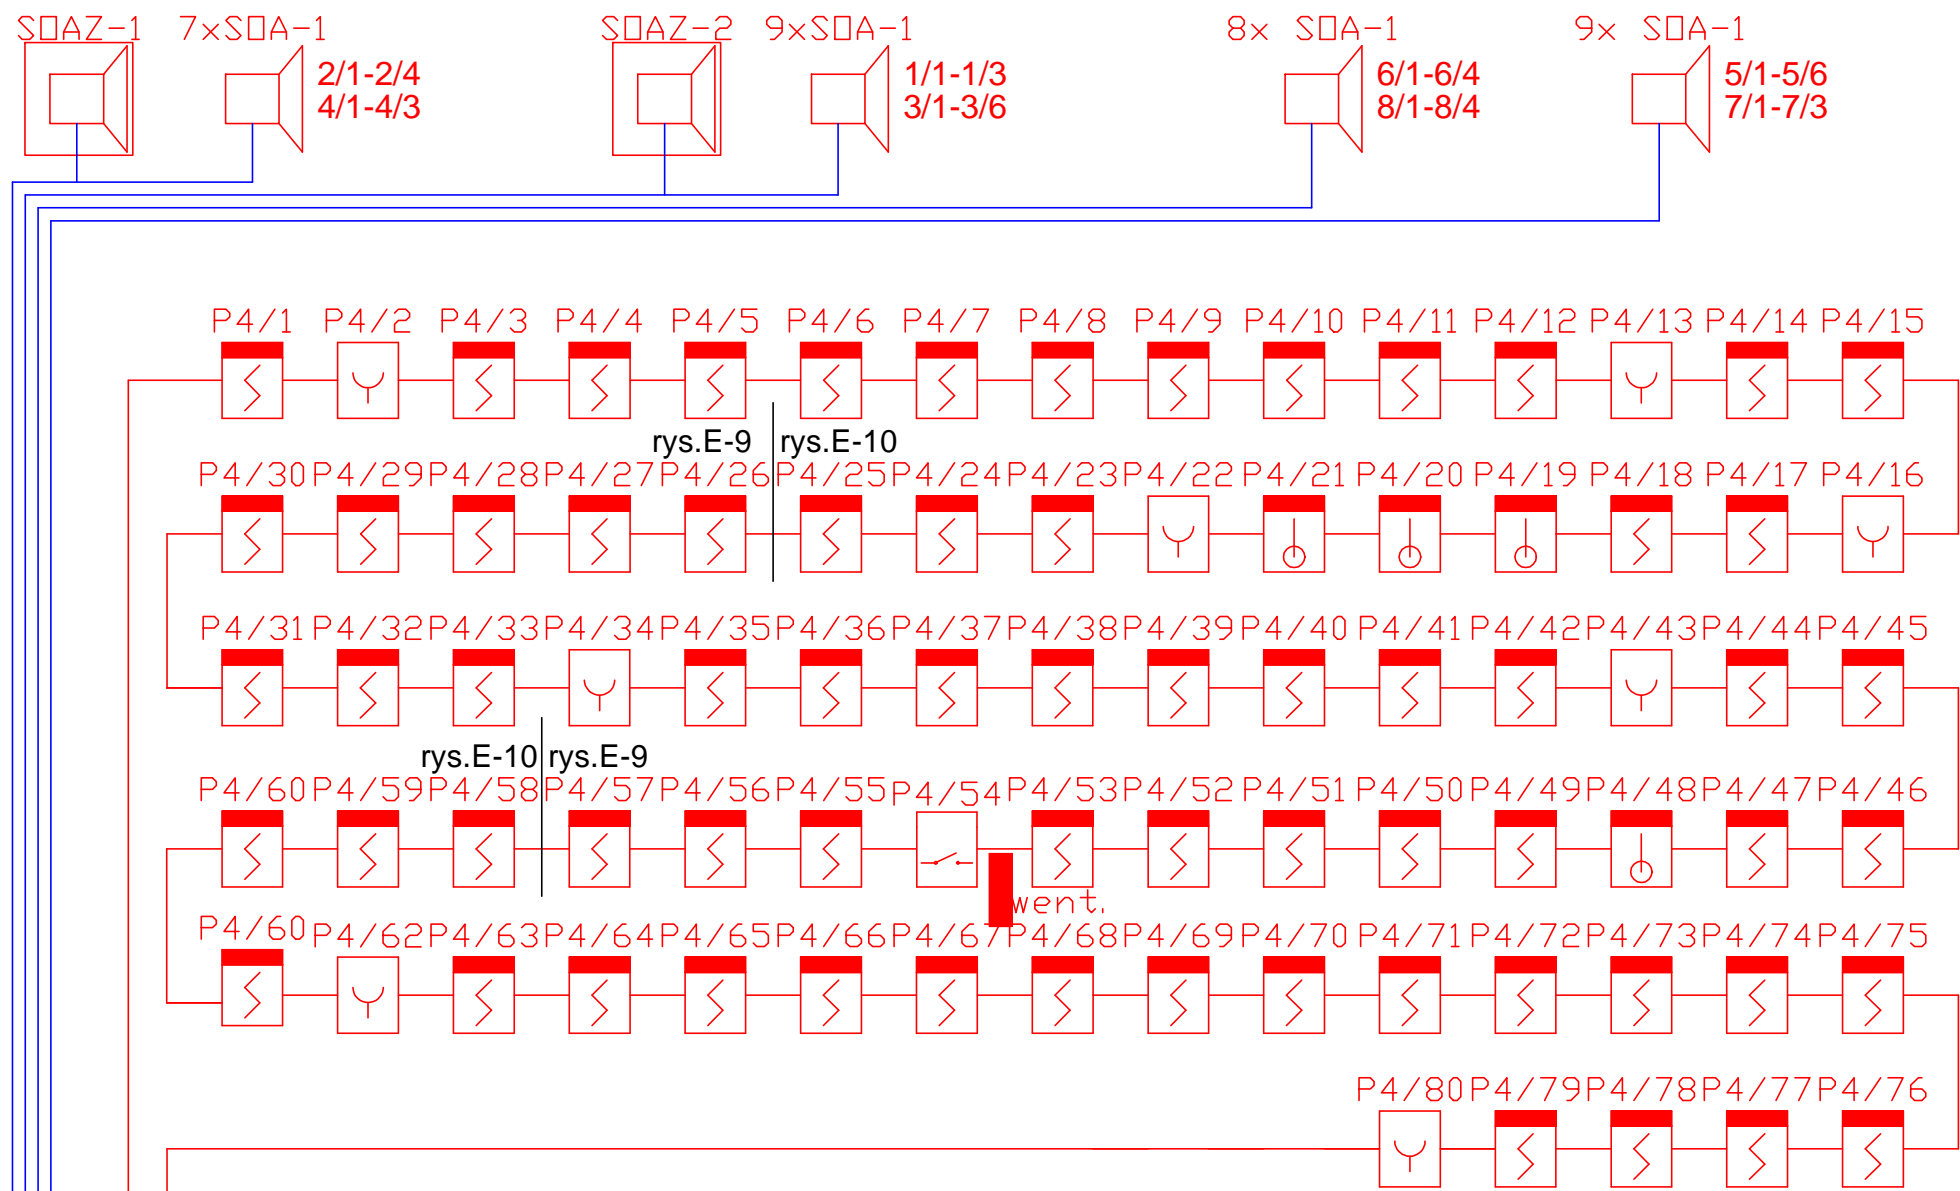 SOAZ-1 7xSOA-1 SOAZ-2 9xSOA-1 8x SOA-1 9x SOA-1
2/1-2/4 1/1-1/3 6/1-6/4 5/1-5/6
4/1-4/3 3/1-3/6 8/1-8/4 7/1-7/3
P4/1 P4/2 P4/3 P4/4 P4/5 P4/6 P4/7 P4/8 P4/9 P4/10 P4/11 P4/12 P4/13 P4/14 P4/15
rys.E-9 rys.E-10
P4/30 P4/29 P4/28 P4/27 P4/26 P4/25 P4/24 P4/23 P4/22 P4/21 P4/20 P4/19 P4/18 P4/17 P4/16
P4/31 P4/32 P4/33 P4/34 P4/35 P4/36 P4/37 P4/38 P4/39 P4/40 P4/41 P4/42 P4/43 P4/44 P4/45
rys.E-10 rys.E-9
P4/60 P4/59 P4/58 P4/57 P4/56 P4/55 P4/54 P4/53 P4/52 P4/51 P4/50 P4/49 P4/48 P4/47 P4/46
went.
P4/60 P4/62 P4/63 P4/64 P4/65 P4/66 P4/67 P4/68 P4/69 P4/70 P4/71 P4/72 P4/73 P4/74 P4/75
P4/80 P4/79 P4/78 P4/77 P4/76